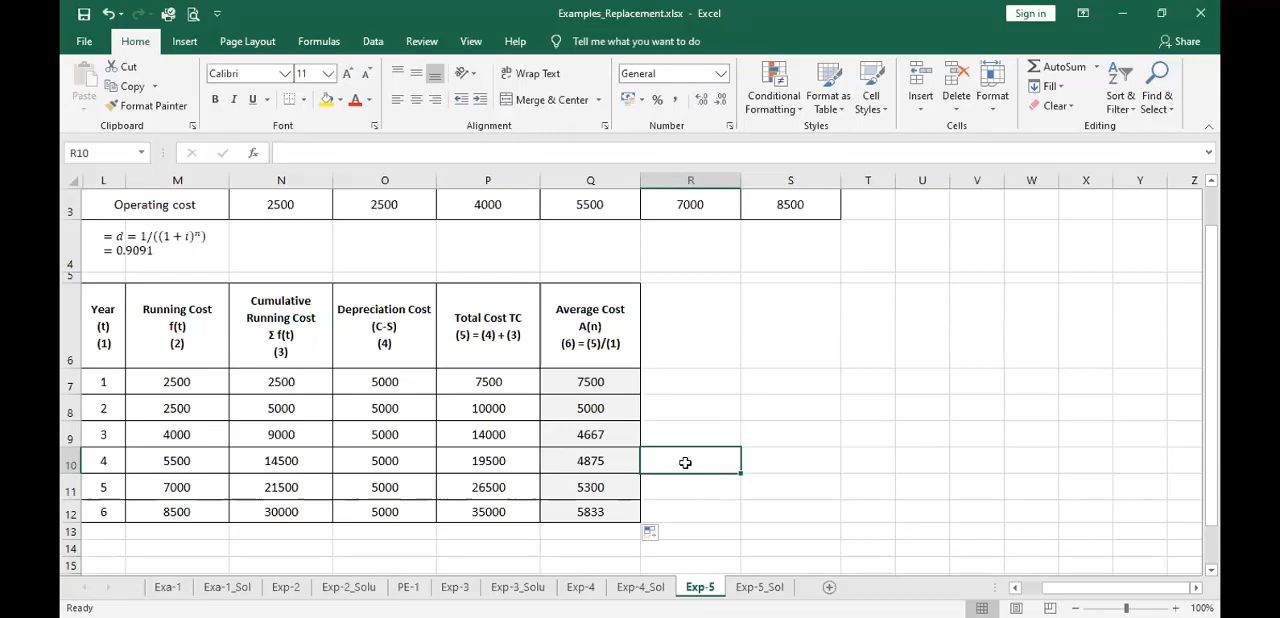 Examples_Replacement.xlsx - Excel
Sign in
File Home Insert Page Layout Formulas Data Review View Help Tell me what you want to do Share
Paste
Cut
Copy
Format Painter
Clipboard
Calibri 11
B I U
Font
Wrap Text
Merge & Center
Alignment
General
Number
Conditional Formatting
Format as Table
Cell Styles
Styles
Insert Delete Format
Cells
AutoSum
Fill
Clear
Sort & Filter
Find & Select
Editing
R10 fx
L M N O P Q R S T U V W X Y Z
3 Operating cost 2500 2500 4000 5500 7000 8500
4 = d = 1/((1 + i)ⁿ)
= 0.9091
5
6
Year (t) (1)
Running Cost f(t) (2)
Cumulative Running Cost Σ f(t) (3)
Depreciation Cost (C-S) (4)
Total Cost TC (5) = (4) + (3)
Average Cost A(n) (6) = (5)/(1)
7 1 2500 2500 5000 7500 7500
8 2 2500 5000 5000 10000 5000
9 3 4000 9000 5000 14000 4667
10 4 5500 14500 5000 19500 4875
11 5 7000 21500 5000 26500 5300
12 6 8500 30000 5000 35000 5833
13
14
15
Exa-1 Exa-1_Sol Exp-2 Exp-2_Solu PE-1 Exp-3 Exp-3_Solu Exp-4 Exp-4_Sol Exp-5 Exp-5_Sol
Ready 100%